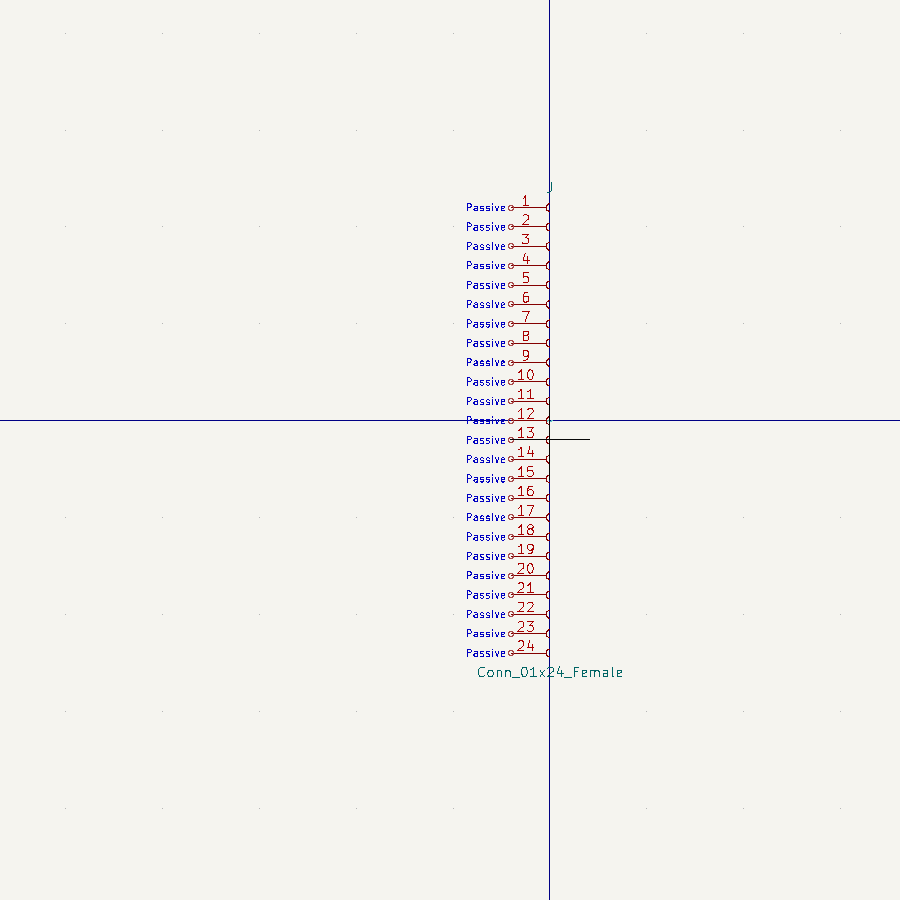 J
Passive 1
Passive 2
Passive 3
Passive 4
Passive 5
Passive 6
Passive 7
Passive 8
Passive 9
Passive 10
Passive 11
Passive 12
Passive 13
Passive 14
Passive 15
Passive 16
Passive 17
Passive 18
Passive 19
Passive 20
Passive 21
Passive 22
Passive 23
Passive 24
Conn_01x24_Female